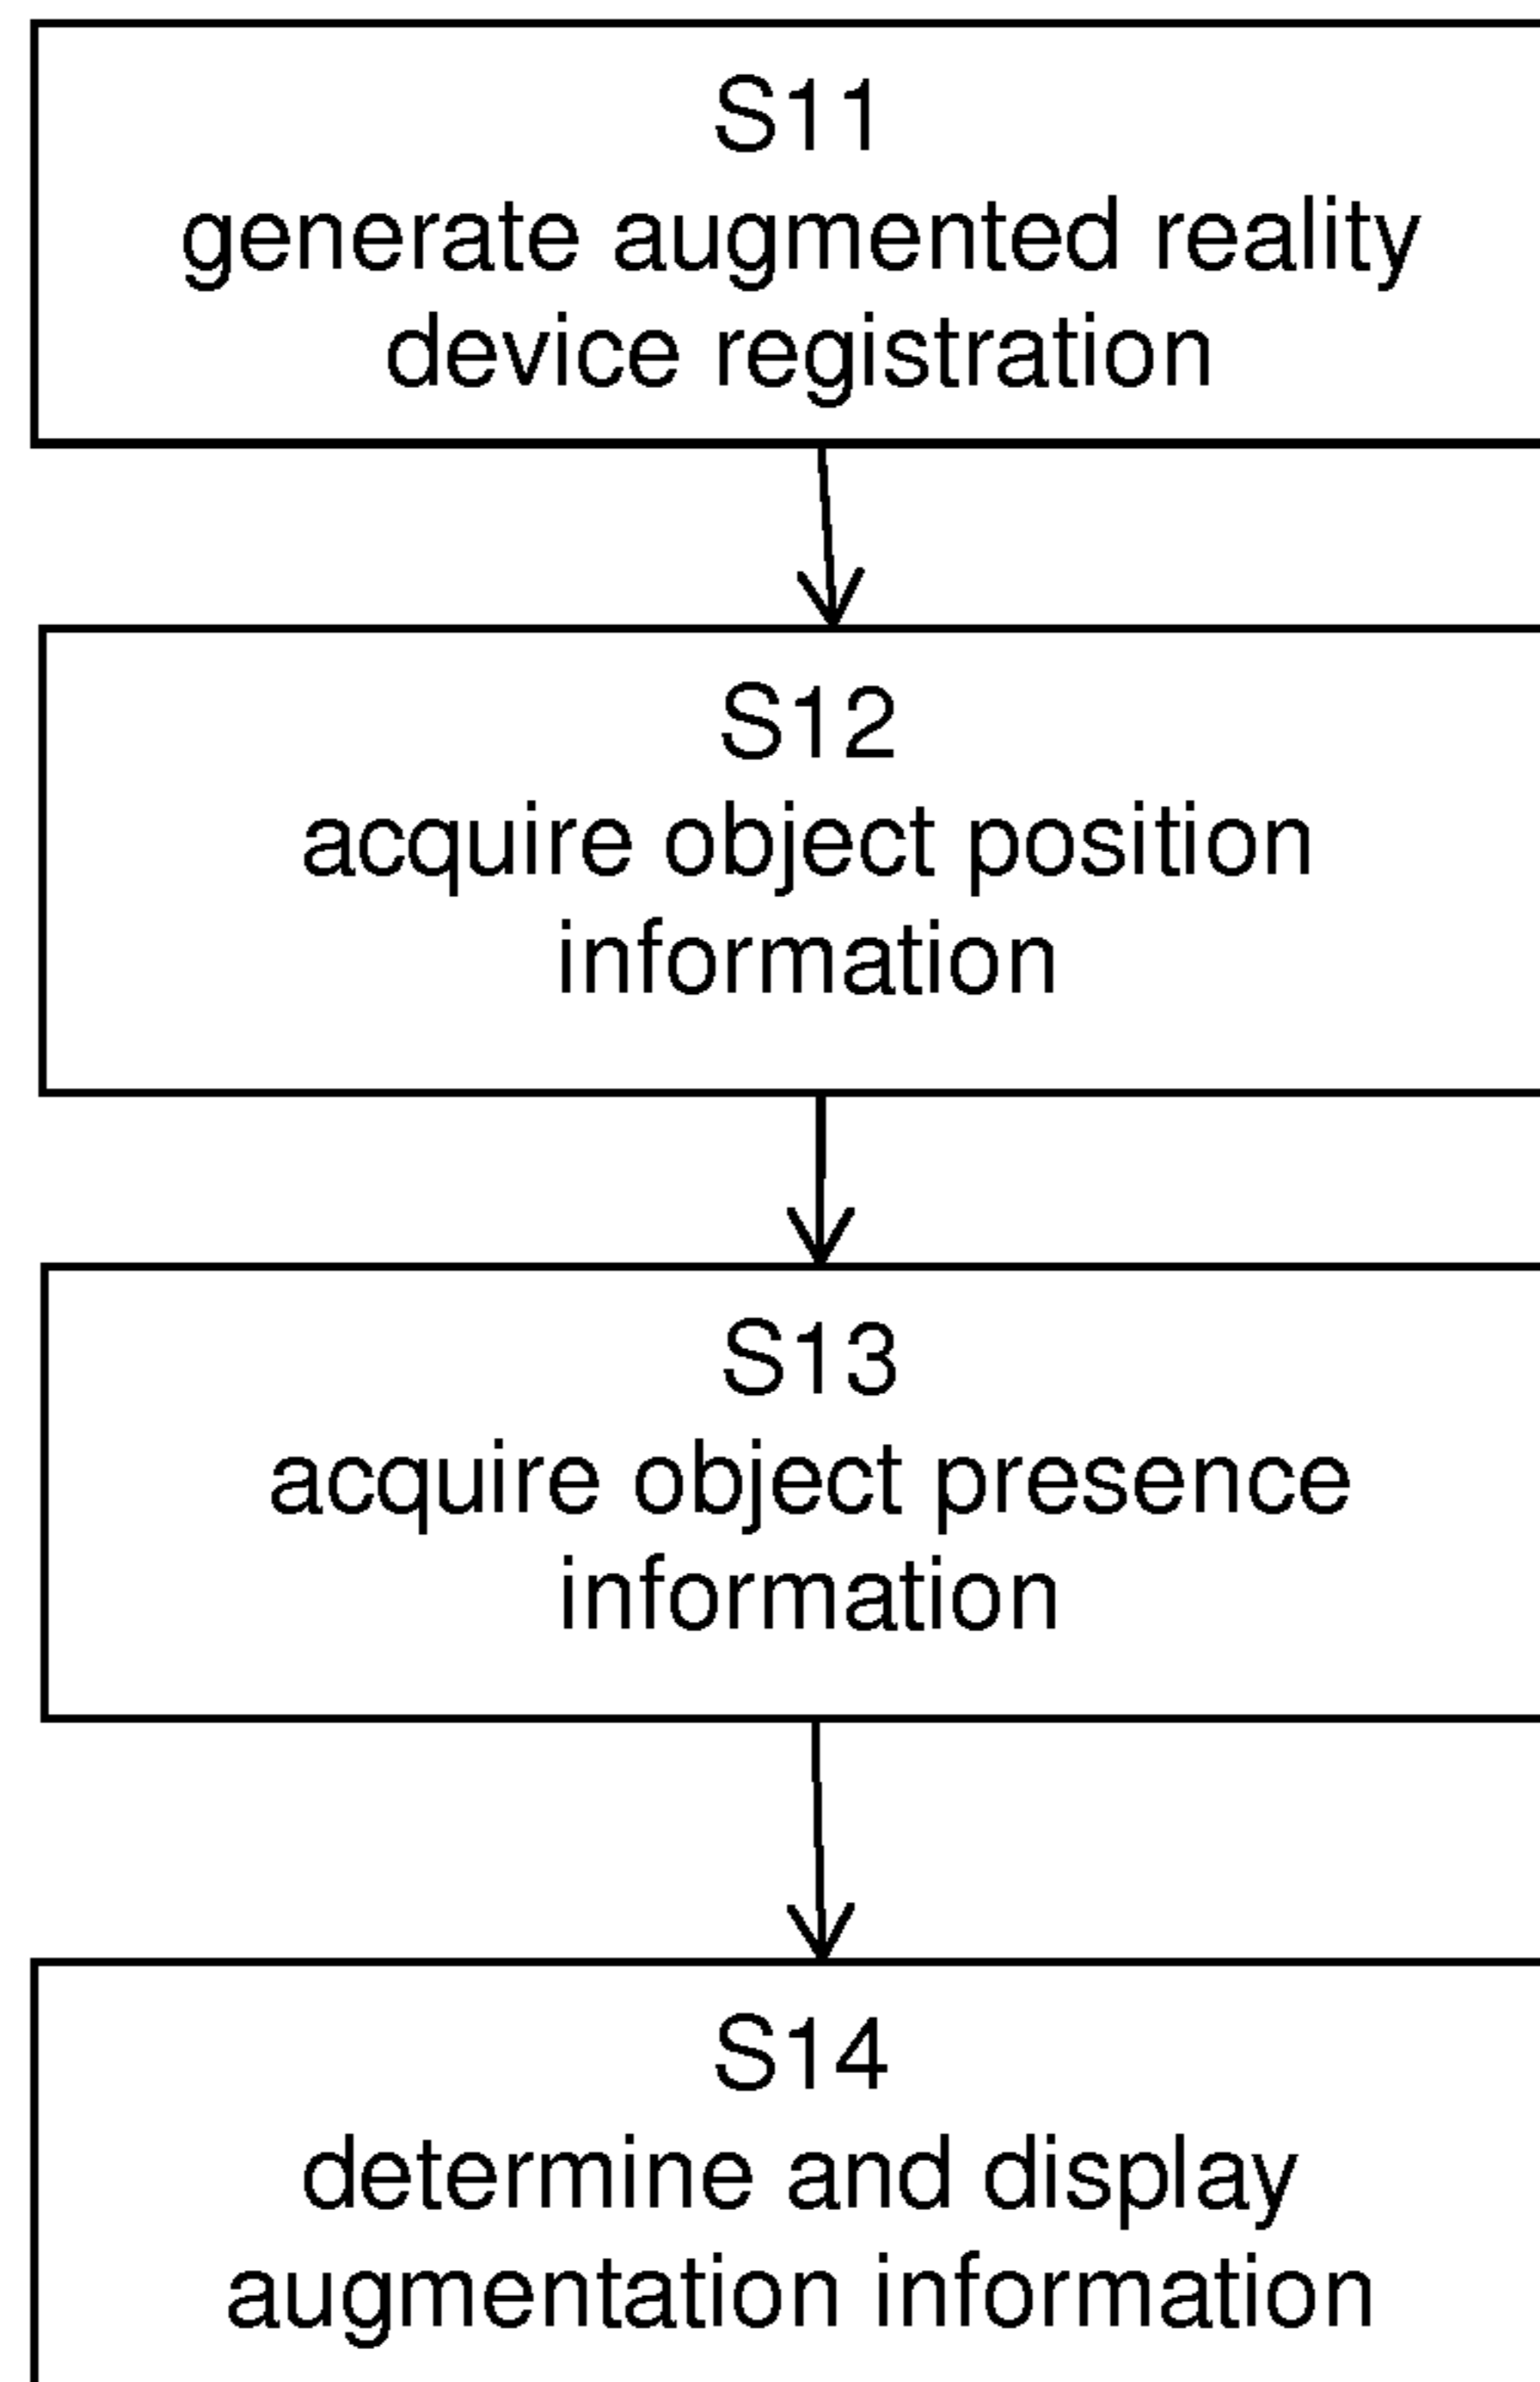 S11
generate augmented reality
device registration
S12
acquire object position
information
S13
acquire object presence
information
S14
determine and display
augmentation information